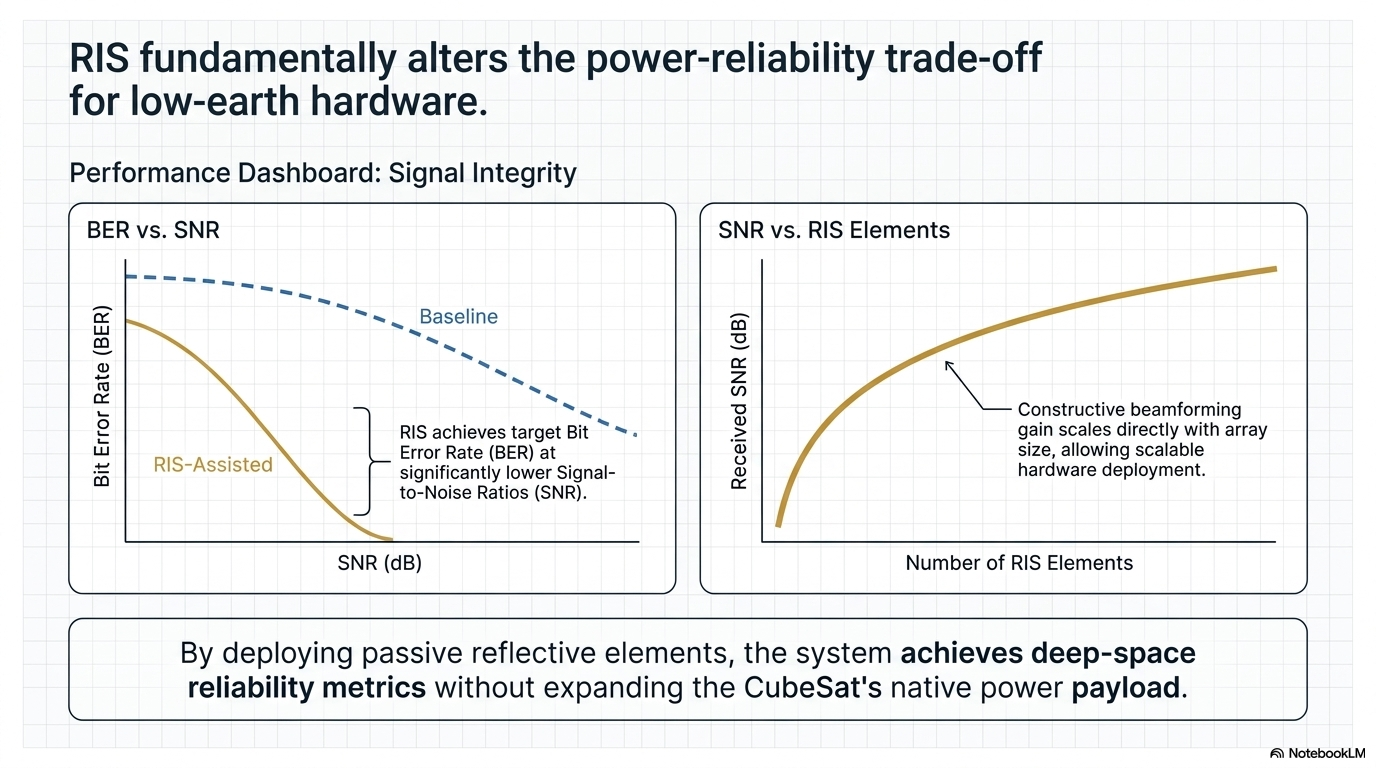 RIS fundamentally alters the power-reliability trade-off
for low-earth hardware.
Performance Dashboard: Signal Integrity
BER vs. SNR
Bit Error Rate (BER)
Baseline
RIS-Assisted
RIS achieves target Bit
Error Rate (BER) at
significantly lower Signal-
to-Noise Ratios (SNR).
SNR (dB)
SNR vs. RIS Elements
Received SNR (dB)
Constructive beamforming
gain scales directly with array
size, allowing scalable
hardware deployment.
Number of RIS Elements
By deploying passive reflective elements, the system achieves deep-space
reliability metrics without expanding the CubeSat's native power payload.
NotebookLM